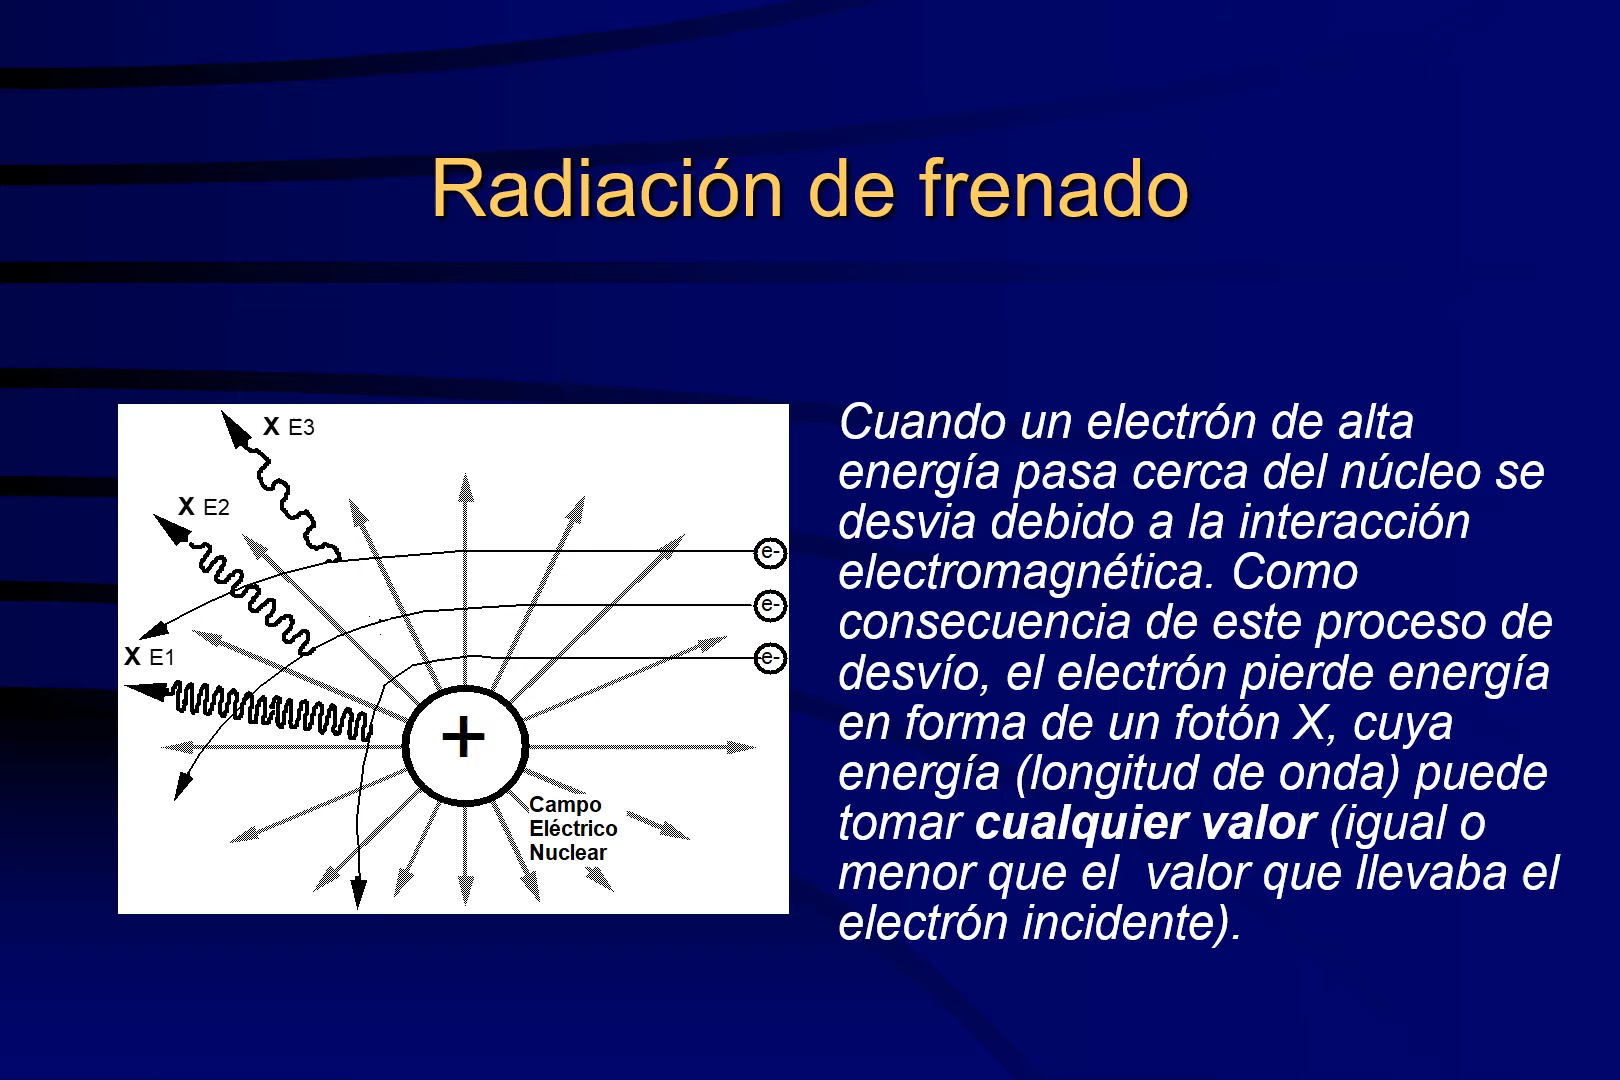 Radiación de frenado
X E3
X E2
X E1
e-
e-
e-
+
Campo
Eléctrico
Nuclear
Cuando un electrón de alta
energía pasa cerca del núcleo se
desvia debido a la interacción
electromagnética. Como
consecuencia de este proceso de
desvío, el electrón pierde energía
en forma de un fotón X, cuya
energía (longitud de onda) puede
tomar cualquier valor (igual o
menor que el  valor que llevaba el
electrón incidente).